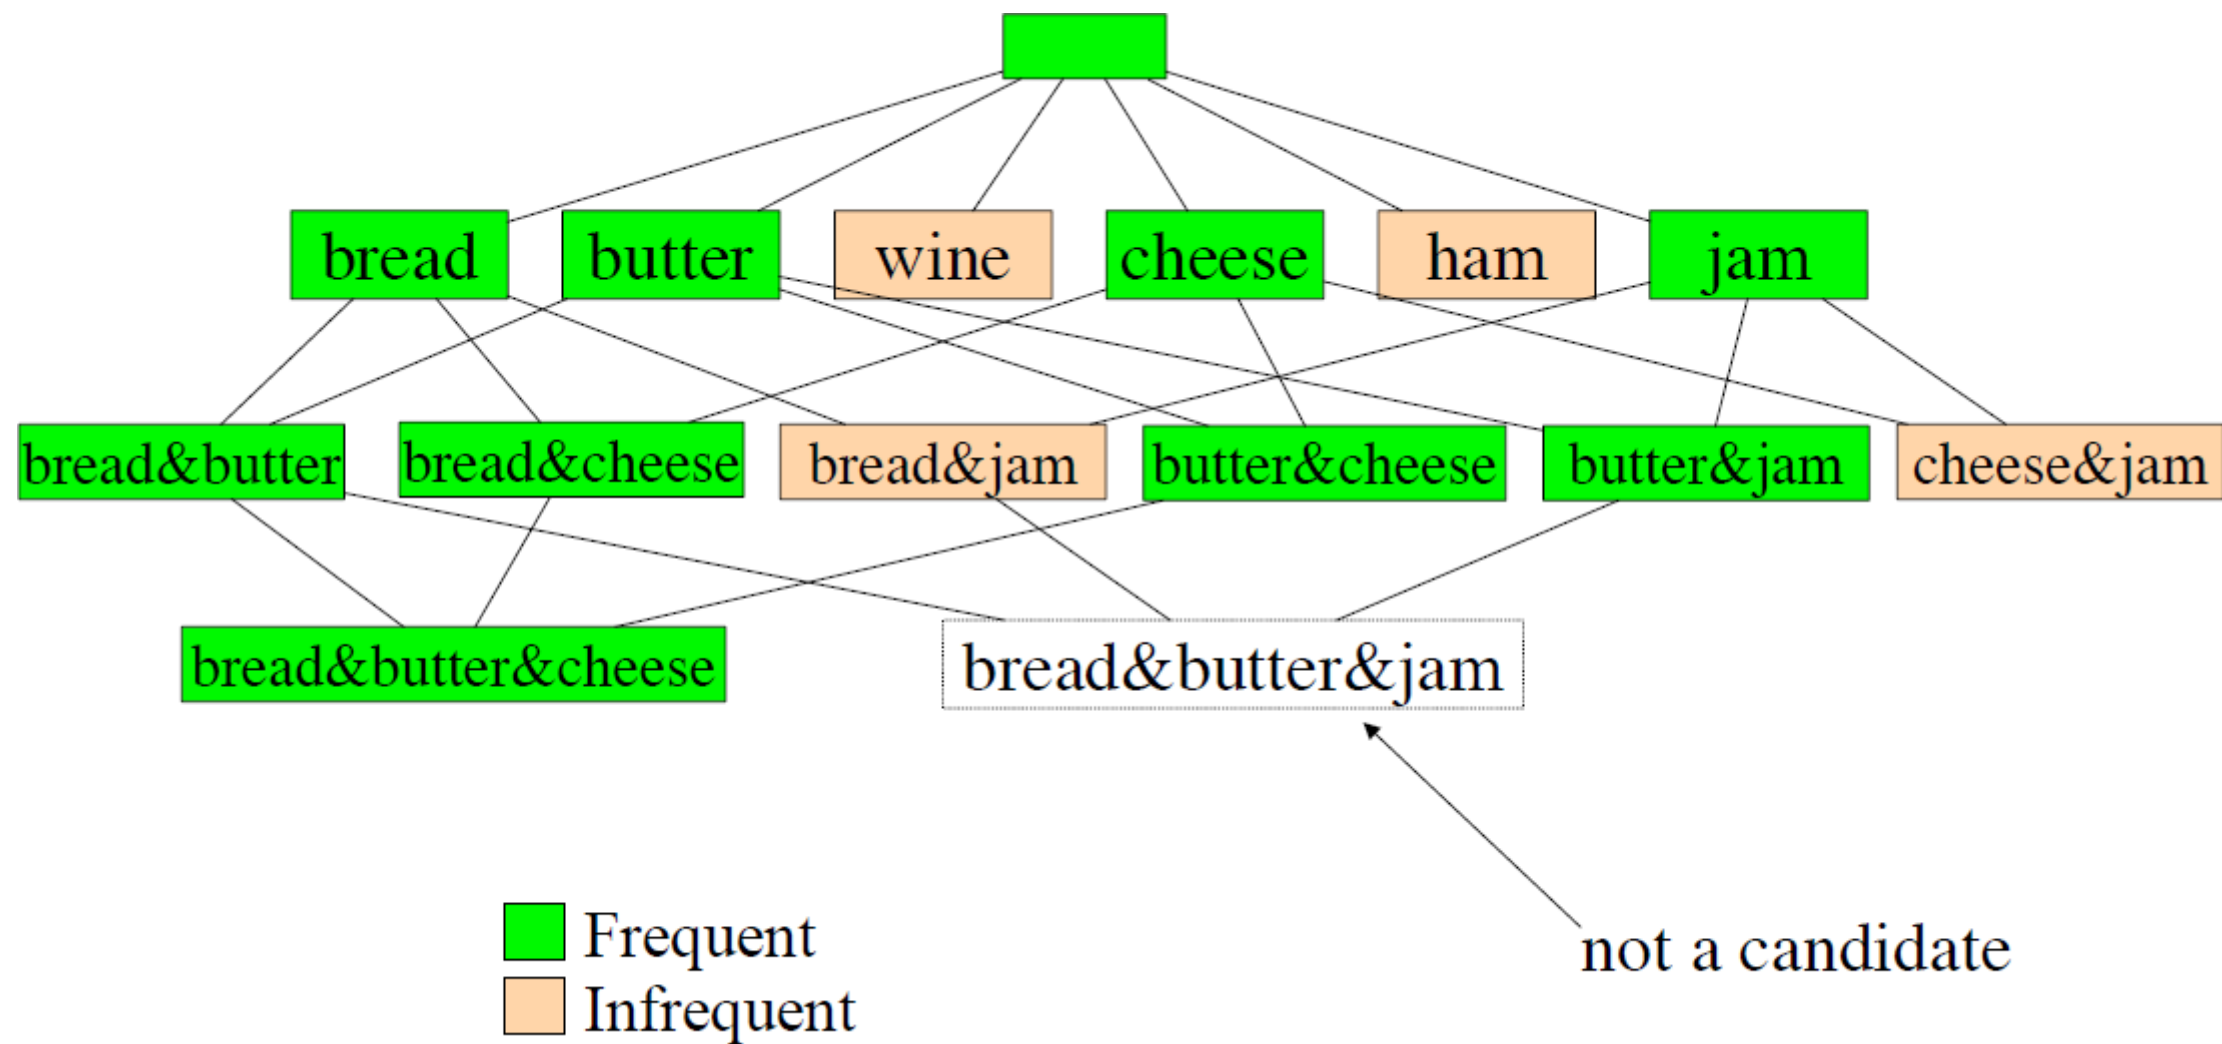 bread
butter
wine
cheese
ham
jam
bread&butter
bread&cheese
bread&jam
butter&cheese
butter&jam
cheese&jam
bread&butter&cheese
bread&butter&jam
Frequent
not a candidate
Infrequent